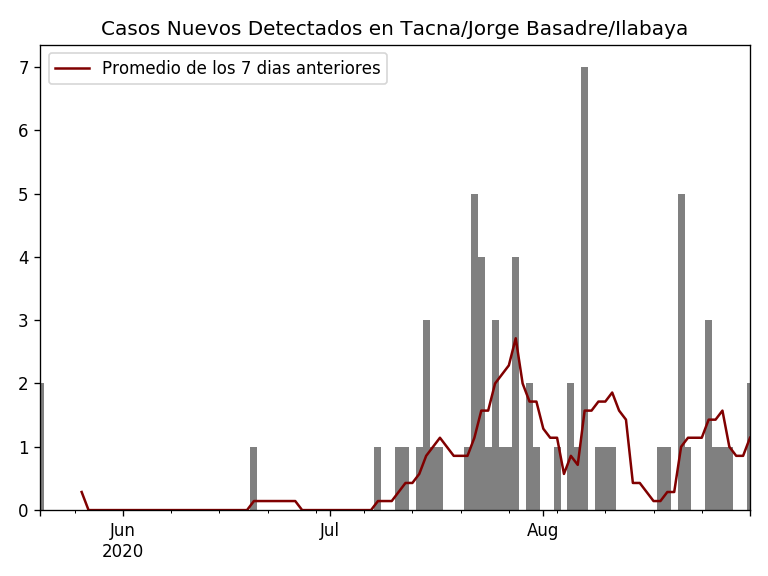 Casos Nuevos Detectados en Tacna/Jorge Basadre/Ilabaya
Promedio de los 7 dias anteriores
7
6
5
4
3
2
1
0
Jun
2020
Jul
Aug